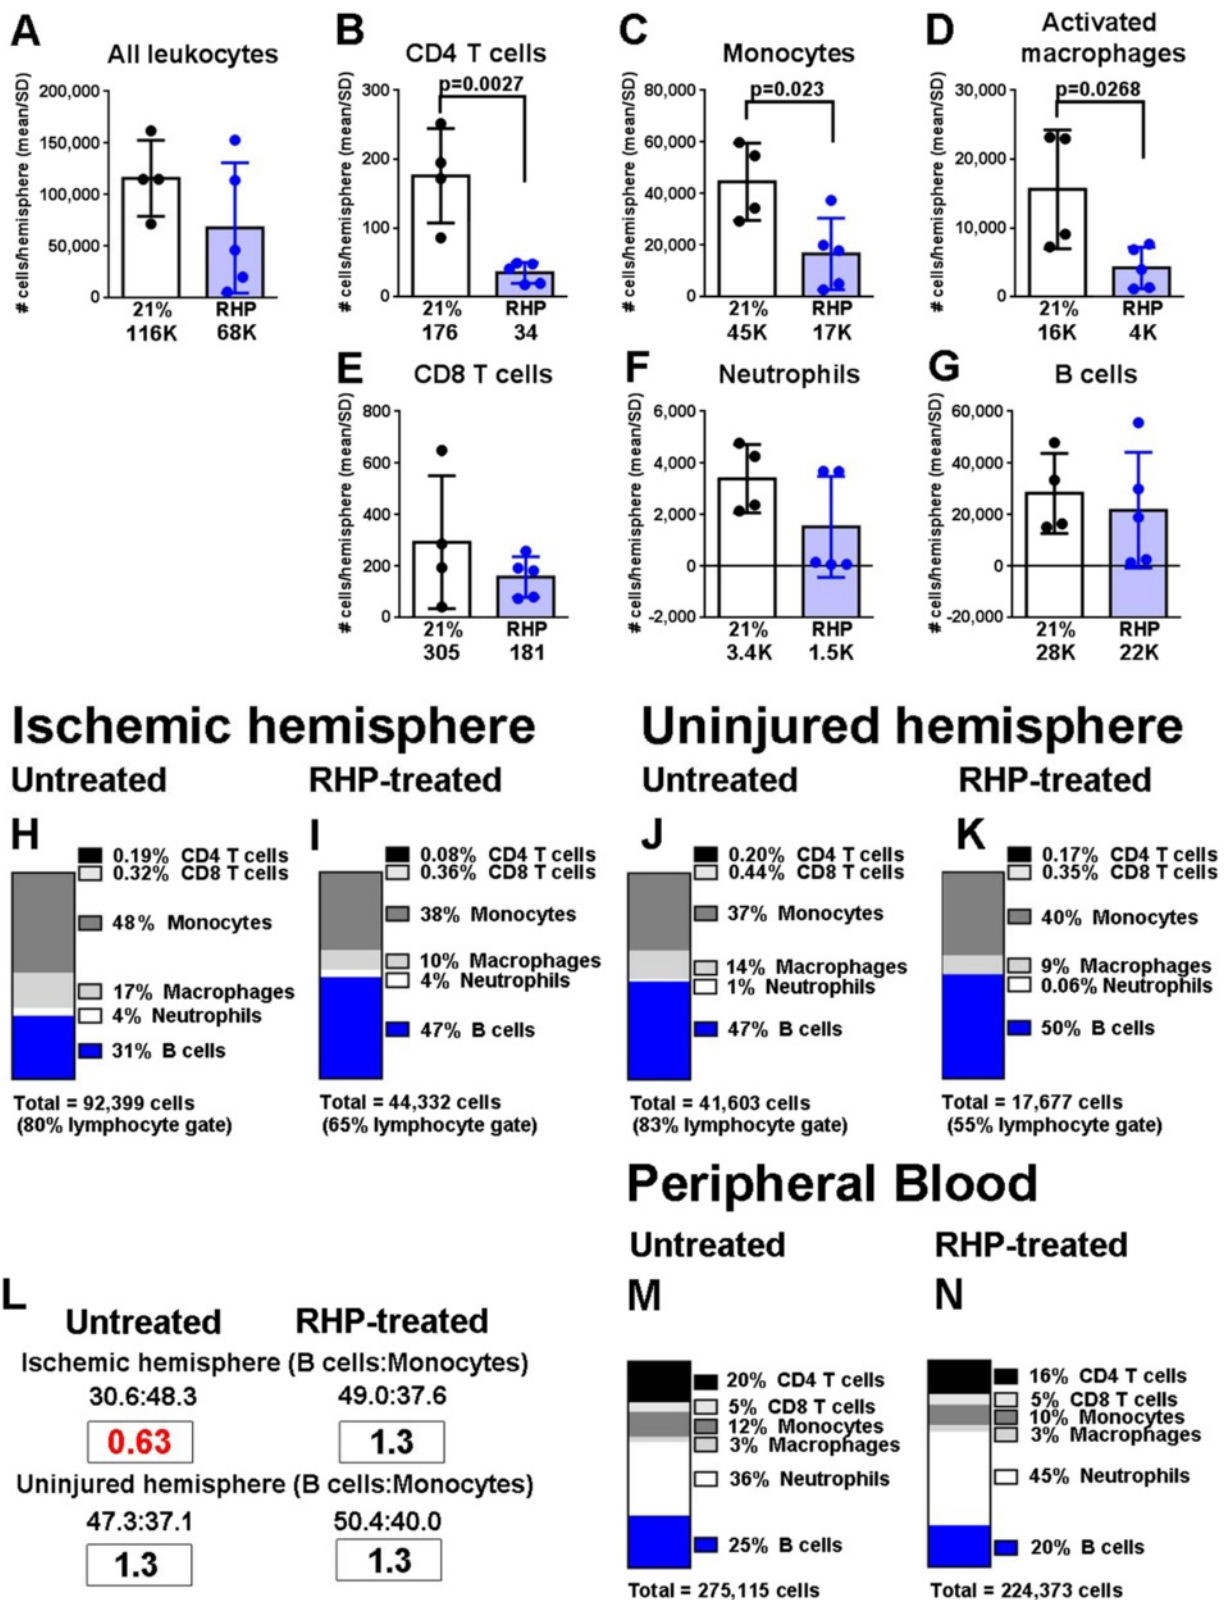 A
All leukocytes
# cells/hemisphere (mean/SD)
200,000
150,000
100,000
50,000
0
21% RHP
116K 68K
B
CD4 T cells
p=0.0027
# cells/hemisphere (mean/SD)
300
200
100
0
21% RHP
176 34
C
Monocytes
p=0.023
# cells/hemisphere (mean/SD)
80,000
60,000
40,000
20,000
0
21% RHP
45K 17K
D
Activated
macrophages
p=0.0268
# cells/hemisphere (mean/SD)
30,000
20,000
10,000
0
21% RHP
16K 4K
E
CD8 T cells
# cells/hemisphere (mean/SD)
800
600
400
200
0
21% RHP
305 181
F
Neutrophils
# cells/hemisphere (mean/SD)
6,000
4,000
2,000
0
-2,000
21% RHP
3.4K 1.5K
G
B cells
# cells/hemisphere (mean/SD)
60,000
40,000
20,000
0
-20,000
21% RHP
28K 22K
Ischemic hemisphere
Untreated
H
0.19% CD4 T cells
0.32% CD8 T cells
48% Monocytes
17% Macrophages
4% Neutrophils
31% B cells
Total = 92,399 cells
(80% lymphocyte gate)
RHP-treated
I
0.08% CD4 T cells
0.36% CD8 T cells
38% Monocytes
10% Macrophages
4% Neutrophils
47% B cells
Total = 44,332 cells
(65% lymphocyte gate)
Uninjured hemisphere
Untreated
J
0.20% CD4 T cells
0.44% CD8 T cells
37% Monocytes
14% Macrophages
1% Neutrophils
47% B cells
Total = 41,603 cells
(83% lymphocyte gate)
RHP-treated
K
0.17% CD4 T cells
0.35% CD8 T cells
40% Monocytes
9% Macrophages
0.06% Neutrophils
50% B cells
Total = 17,677 cells
(55% lymphocyte gate)
L
Untreated RHP-treated
Ischemic hemisphere (B cells:Monocytes)
30.6:48.3 49.0:37.6
0.63 1.3
Uninjured hemisphere (B cells:Monocytes)
47.3:37.1 50.4:40.0
1.3 1.3
Peripheral Blood
Untreated
M
20% CD4 T cells
5% CD8 T cells
12% Monocytes
3% Macrophages
36% Neutrophils
25% B cells
Total = 275,115 cells
RHP-treated
N
16% CD4 T cells
5% CD8 T cells
10% Monocytes
3% Macrophages
45% Neutrophils
20% B cells
Total = 224,373 cells